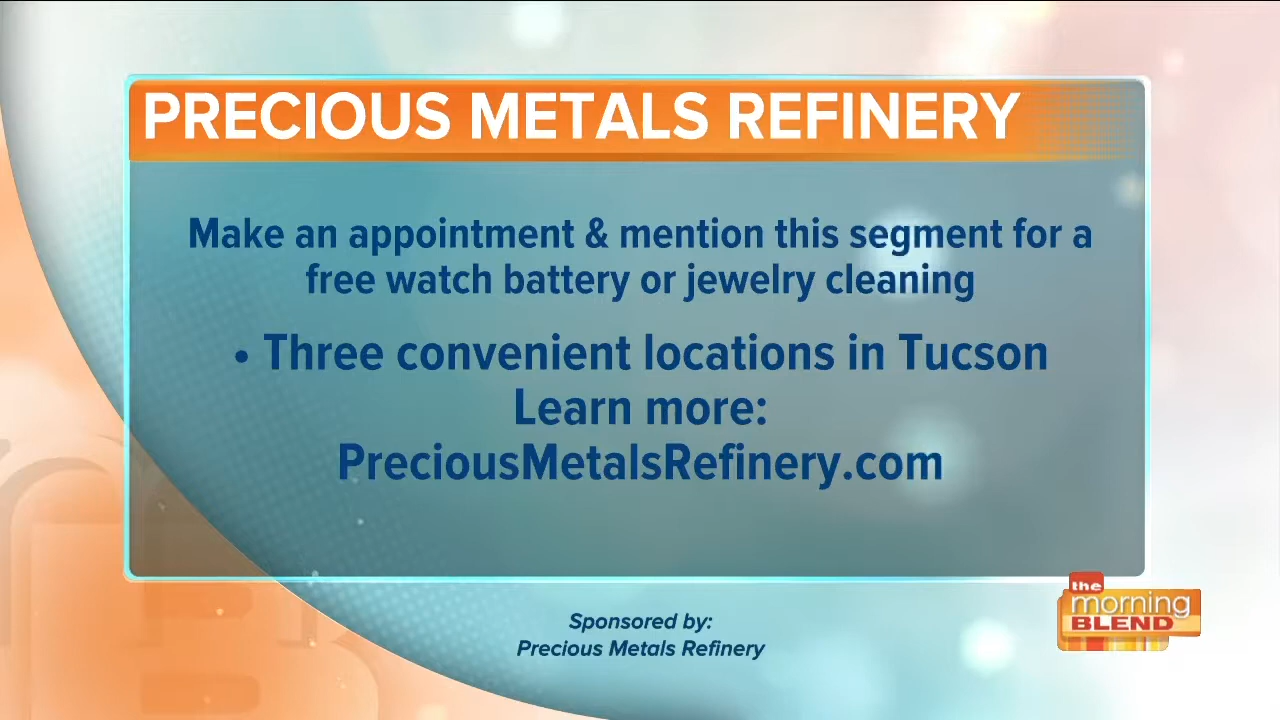 PRECIOUS METALS REFINERY
Make an appointment & mention this segment for a
free watch battery or jewelry cleaning
• Three convenient locations in Tucson
Learn more:
PreciousMetalsRefinery.com
Sponsored by:
Precious Metals Refinery
the
morning
BLEND